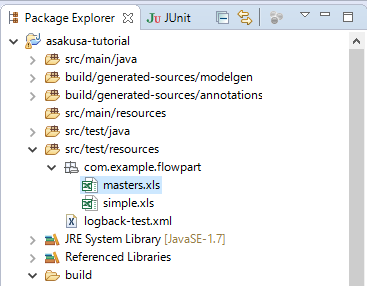 Package Explorer JUnit
asakusa-tutorial
src/main/java
build/generated-sources/modelgen
build/generated-sources/annotations
src/main/resources
src/test/java
src/test/resources
com.example.flowpart
masters.xls
simple.xls
logback-test.xml
JRE System Library [JavaSE-1.7]
Referenced Libraries
build